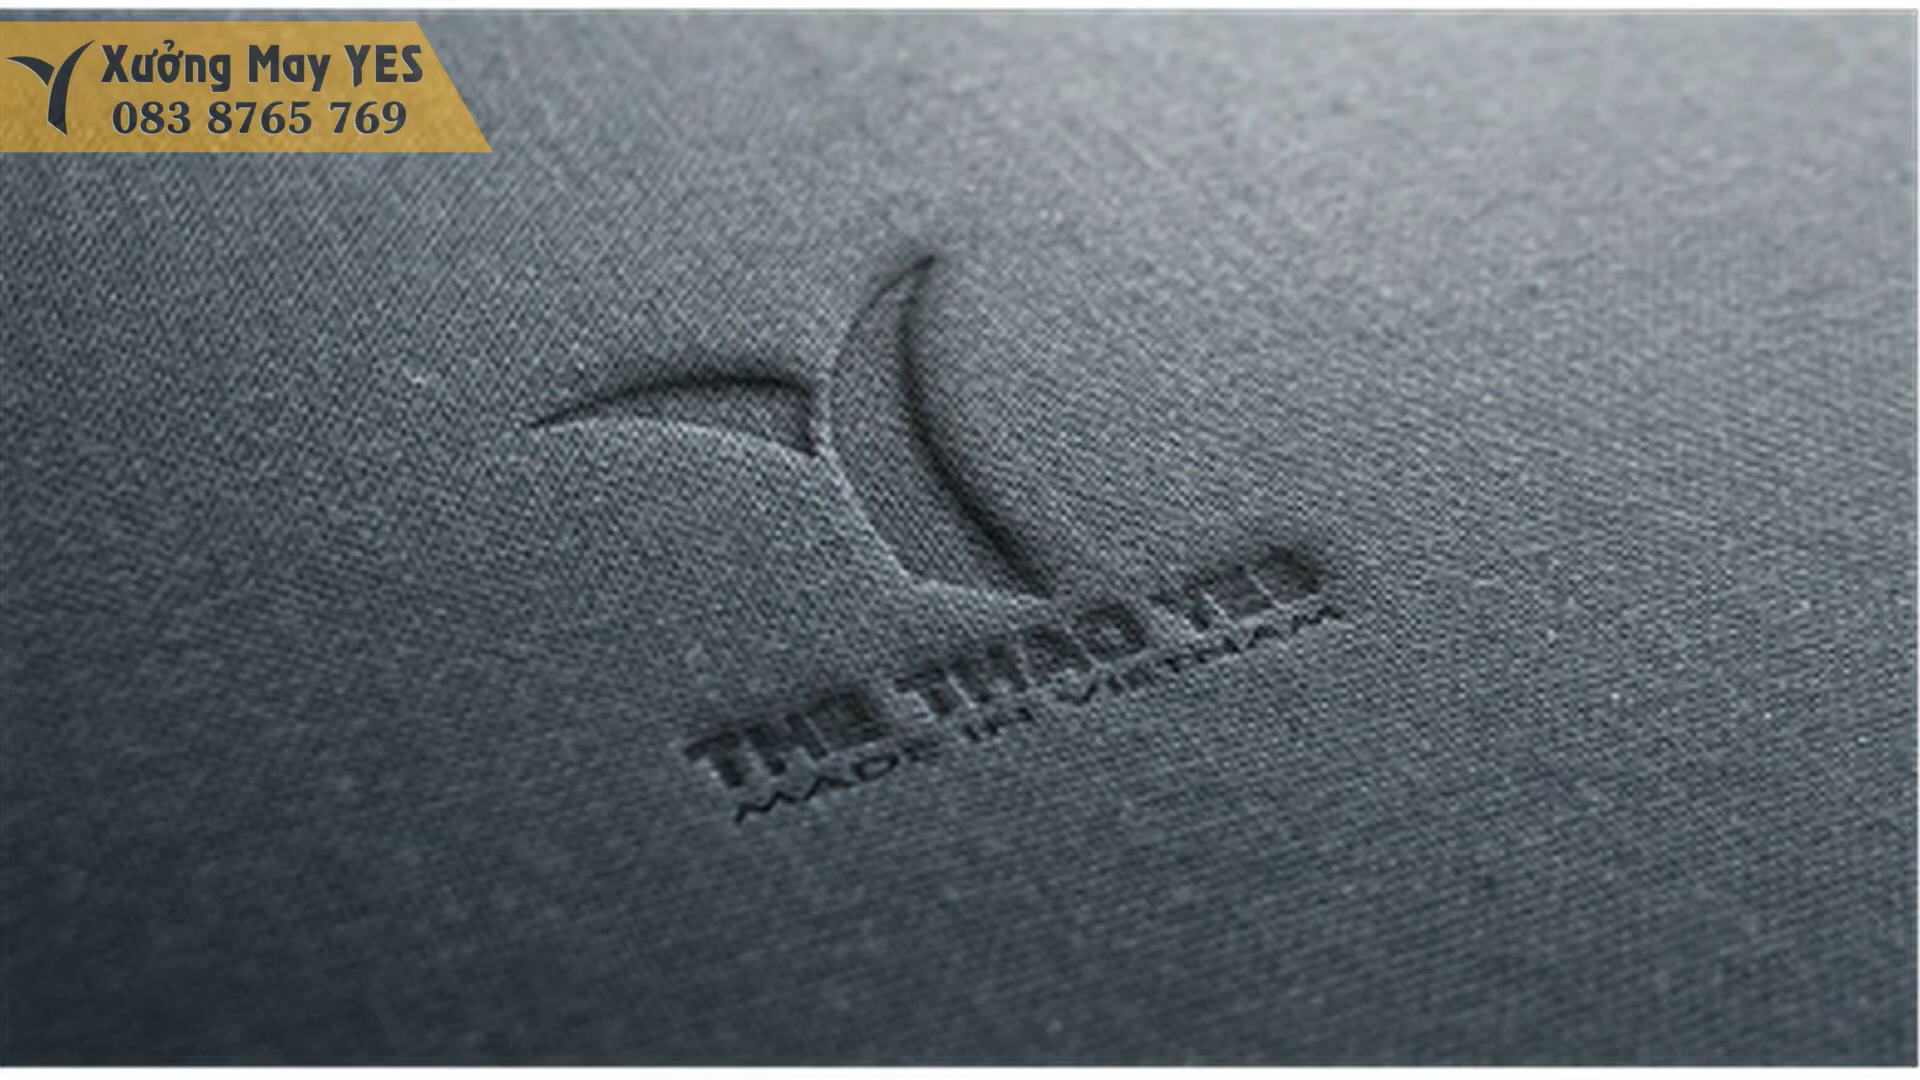 Xưởng May YES
083 8765 769
THE THAO YES
MADE IN VIETNAM